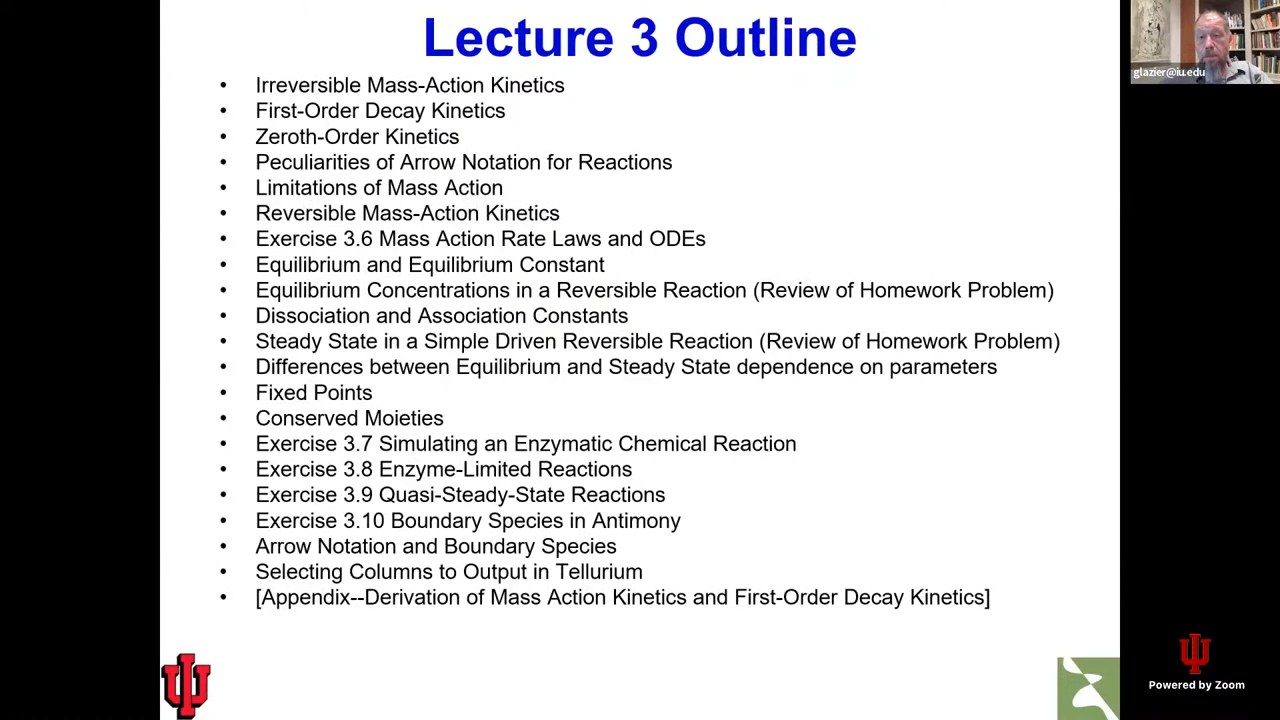 Lecture 3 Outline
• Irreversible Mass-Action Kinetics
• First-Order Decay Kinetics
• Zeroth-Order Kinetics
• Peculiarities of Arrow Notation for Reactions
• Limitations of Mass Action
• Reversible Mass-Action Kinetics
• Exercise 3.6 Mass Action Rate Laws and ODEs
• Equilibrium and Equilibrium Constant
• Equilibrium Concentrations in a Reversible Reaction (Review of Homework Problem)
• Dissociation and Association Constants
• Steady State in a Simple Driven Reversible Reaction (Review of Homework Problem)
• Differences between Equilibrium and Steady State dependence on parameters
• Fixed Points
• Conserved Moieties
• Exercise 3.7 Simulating an Enzymatic Chemical Reaction
• Exercise 3.8 Enzyme-Limited Reactions
• Exercise 3.9 Quasi-Steady-State Reactions
• Exercise 3.10 Boundary Species in Antimony
• Arrow Notation and Boundary Species
• Selecting Columns to Output in Tellurium
• [Appendix--Derivation of Mass Action Kinetics and First-Order Decay Kinetics]
glazier@iu.edu
Powered by Zoom